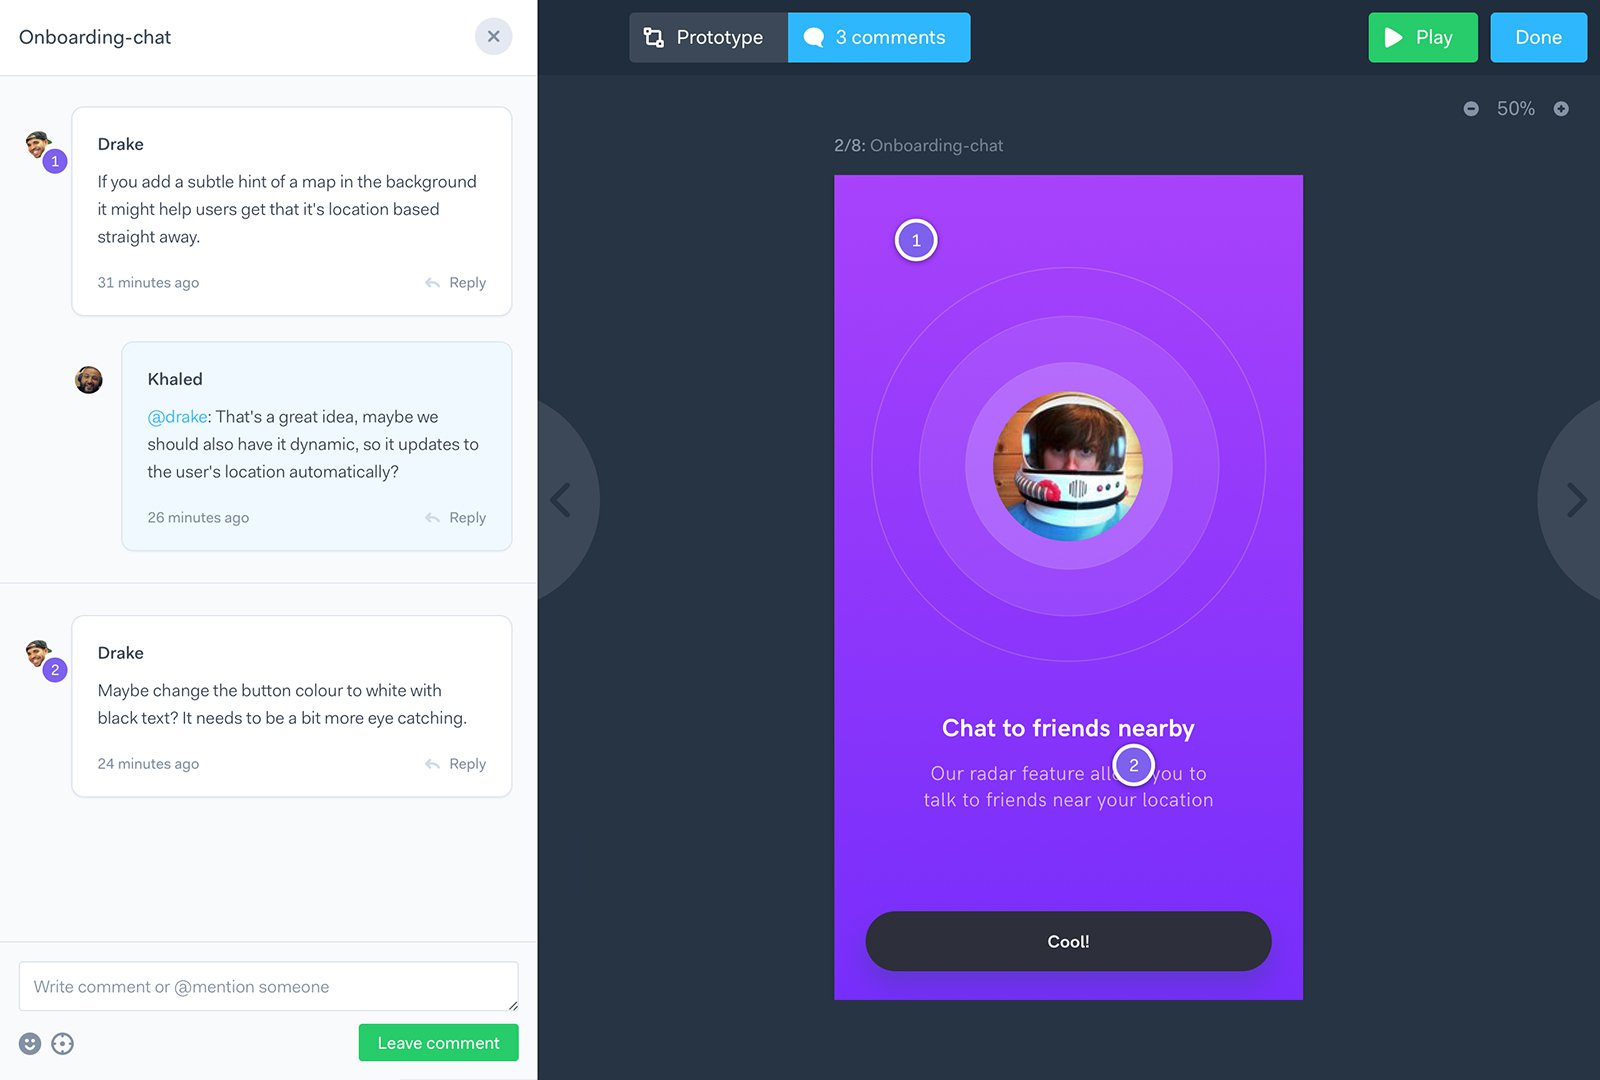 Onboarding-chat
Prototype
3 comments
Play
Done
50%
2/8: Onboarding-chat
1
Drake
If you add a subtle hint of a map in the background
it might help users get that it's location based
straight away.
31 minutes ago
Reply
Khaled
@drake: That's a great idea, maybe we
should also have it dynamic, so it updates to
the user's location automatically?
26 minutes ago
Reply
2
Drake
Maybe change the button colour to white with
black text? It needs to be a bit more eye catching.
24 minutes ago
Reply
Write comment or @mention someone
Leave comment
1
Chat to friends nearby
2
Our radar feature you to
talk to friends near your location
Cool!